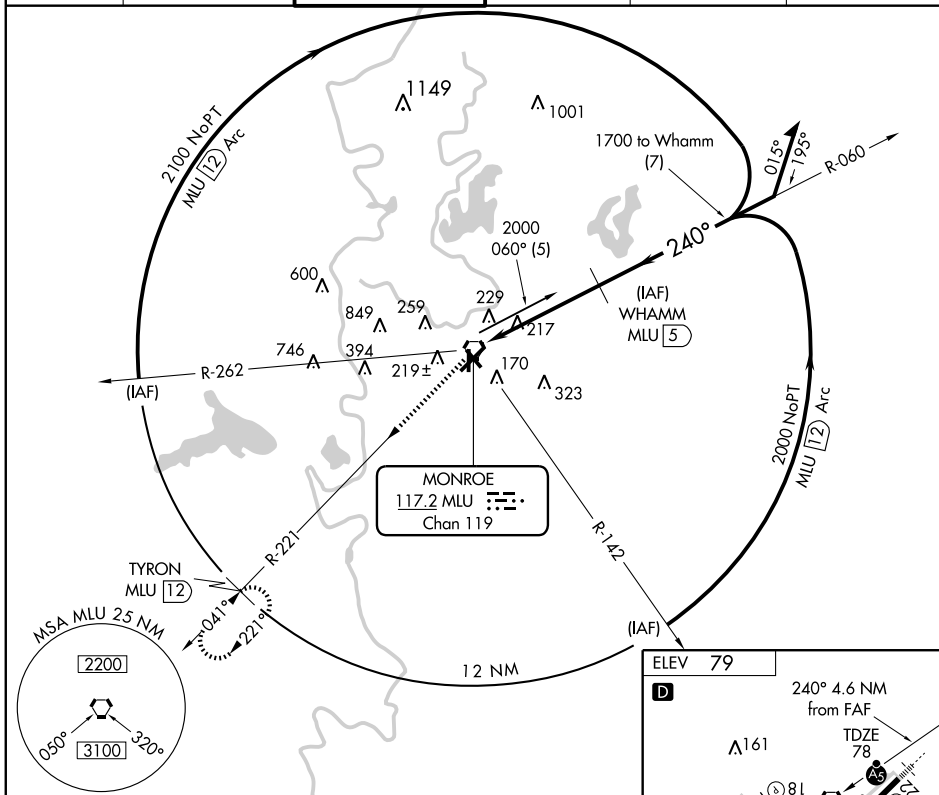 1149
1001
2100 NoPT
MLU 12 Arc
1700 to Whamm
(7)
015°
195°
R-060
240°
2000
060° (5)
600
849
259
229
217
(IAF)
WHAMM
MLU 5
746
394
219±
170
323
R-262
(IAF)
2000 NoPT
MLU 12 Arc
MONROE
117.2 MLU
Chan 119
R-221
R-142
TYRON
MLU 12
041°
221°
(IAF)
12 NM
MSA MLU 25 NM
2200
050°
320°
3100
ELEV 79
D
240° 4.6 NM
from FAF
TDZE
78
161
A5
18
22